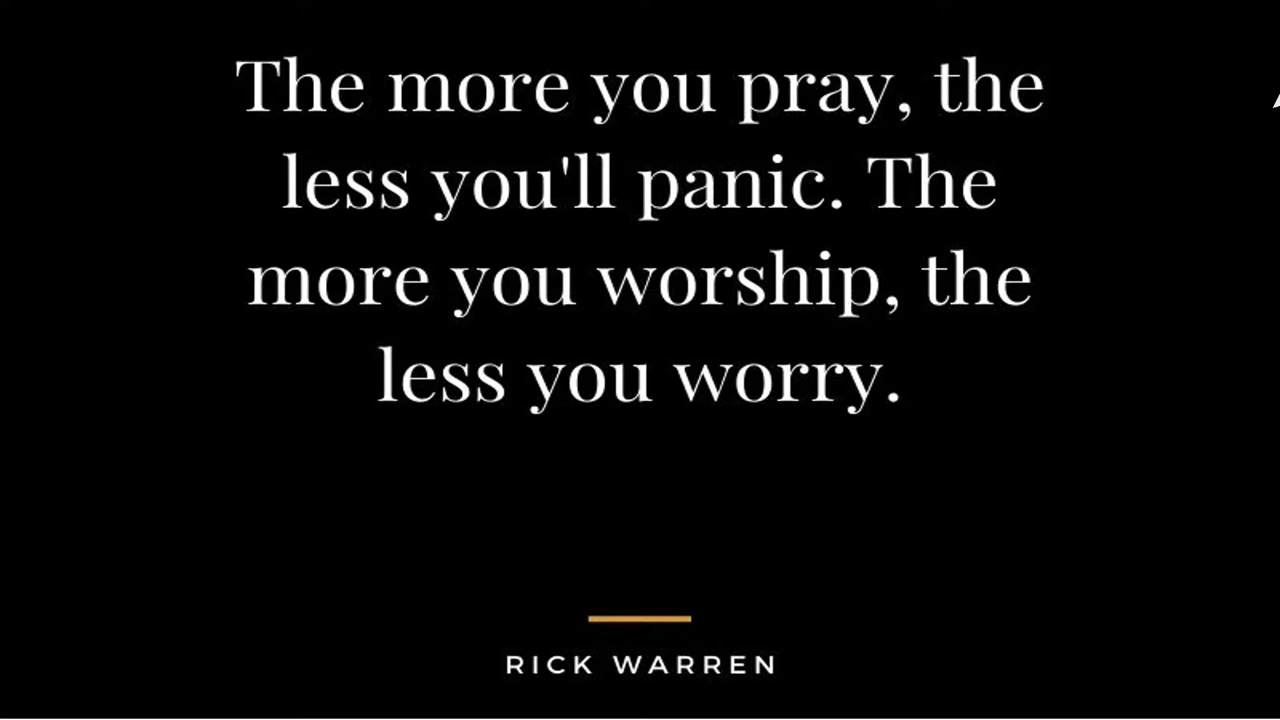 The more you pray, the
less you'll panic. The
more you worship, the
less you worry.
RICK WARREN